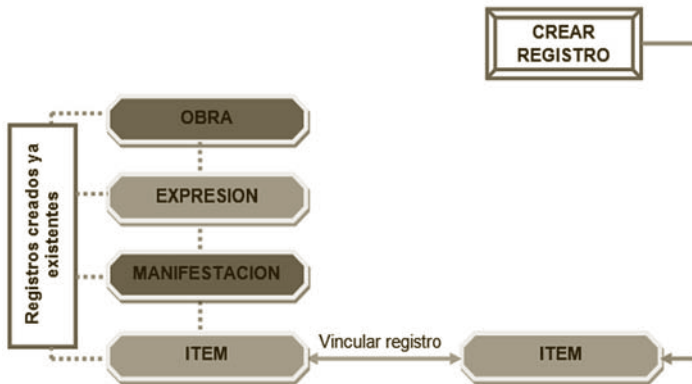 CREAR
REGISTRO
OBRA
EXPRESION
MANIFESTACION
ITEM
Registros creados ya
existentes
Vincular registro
ITEM